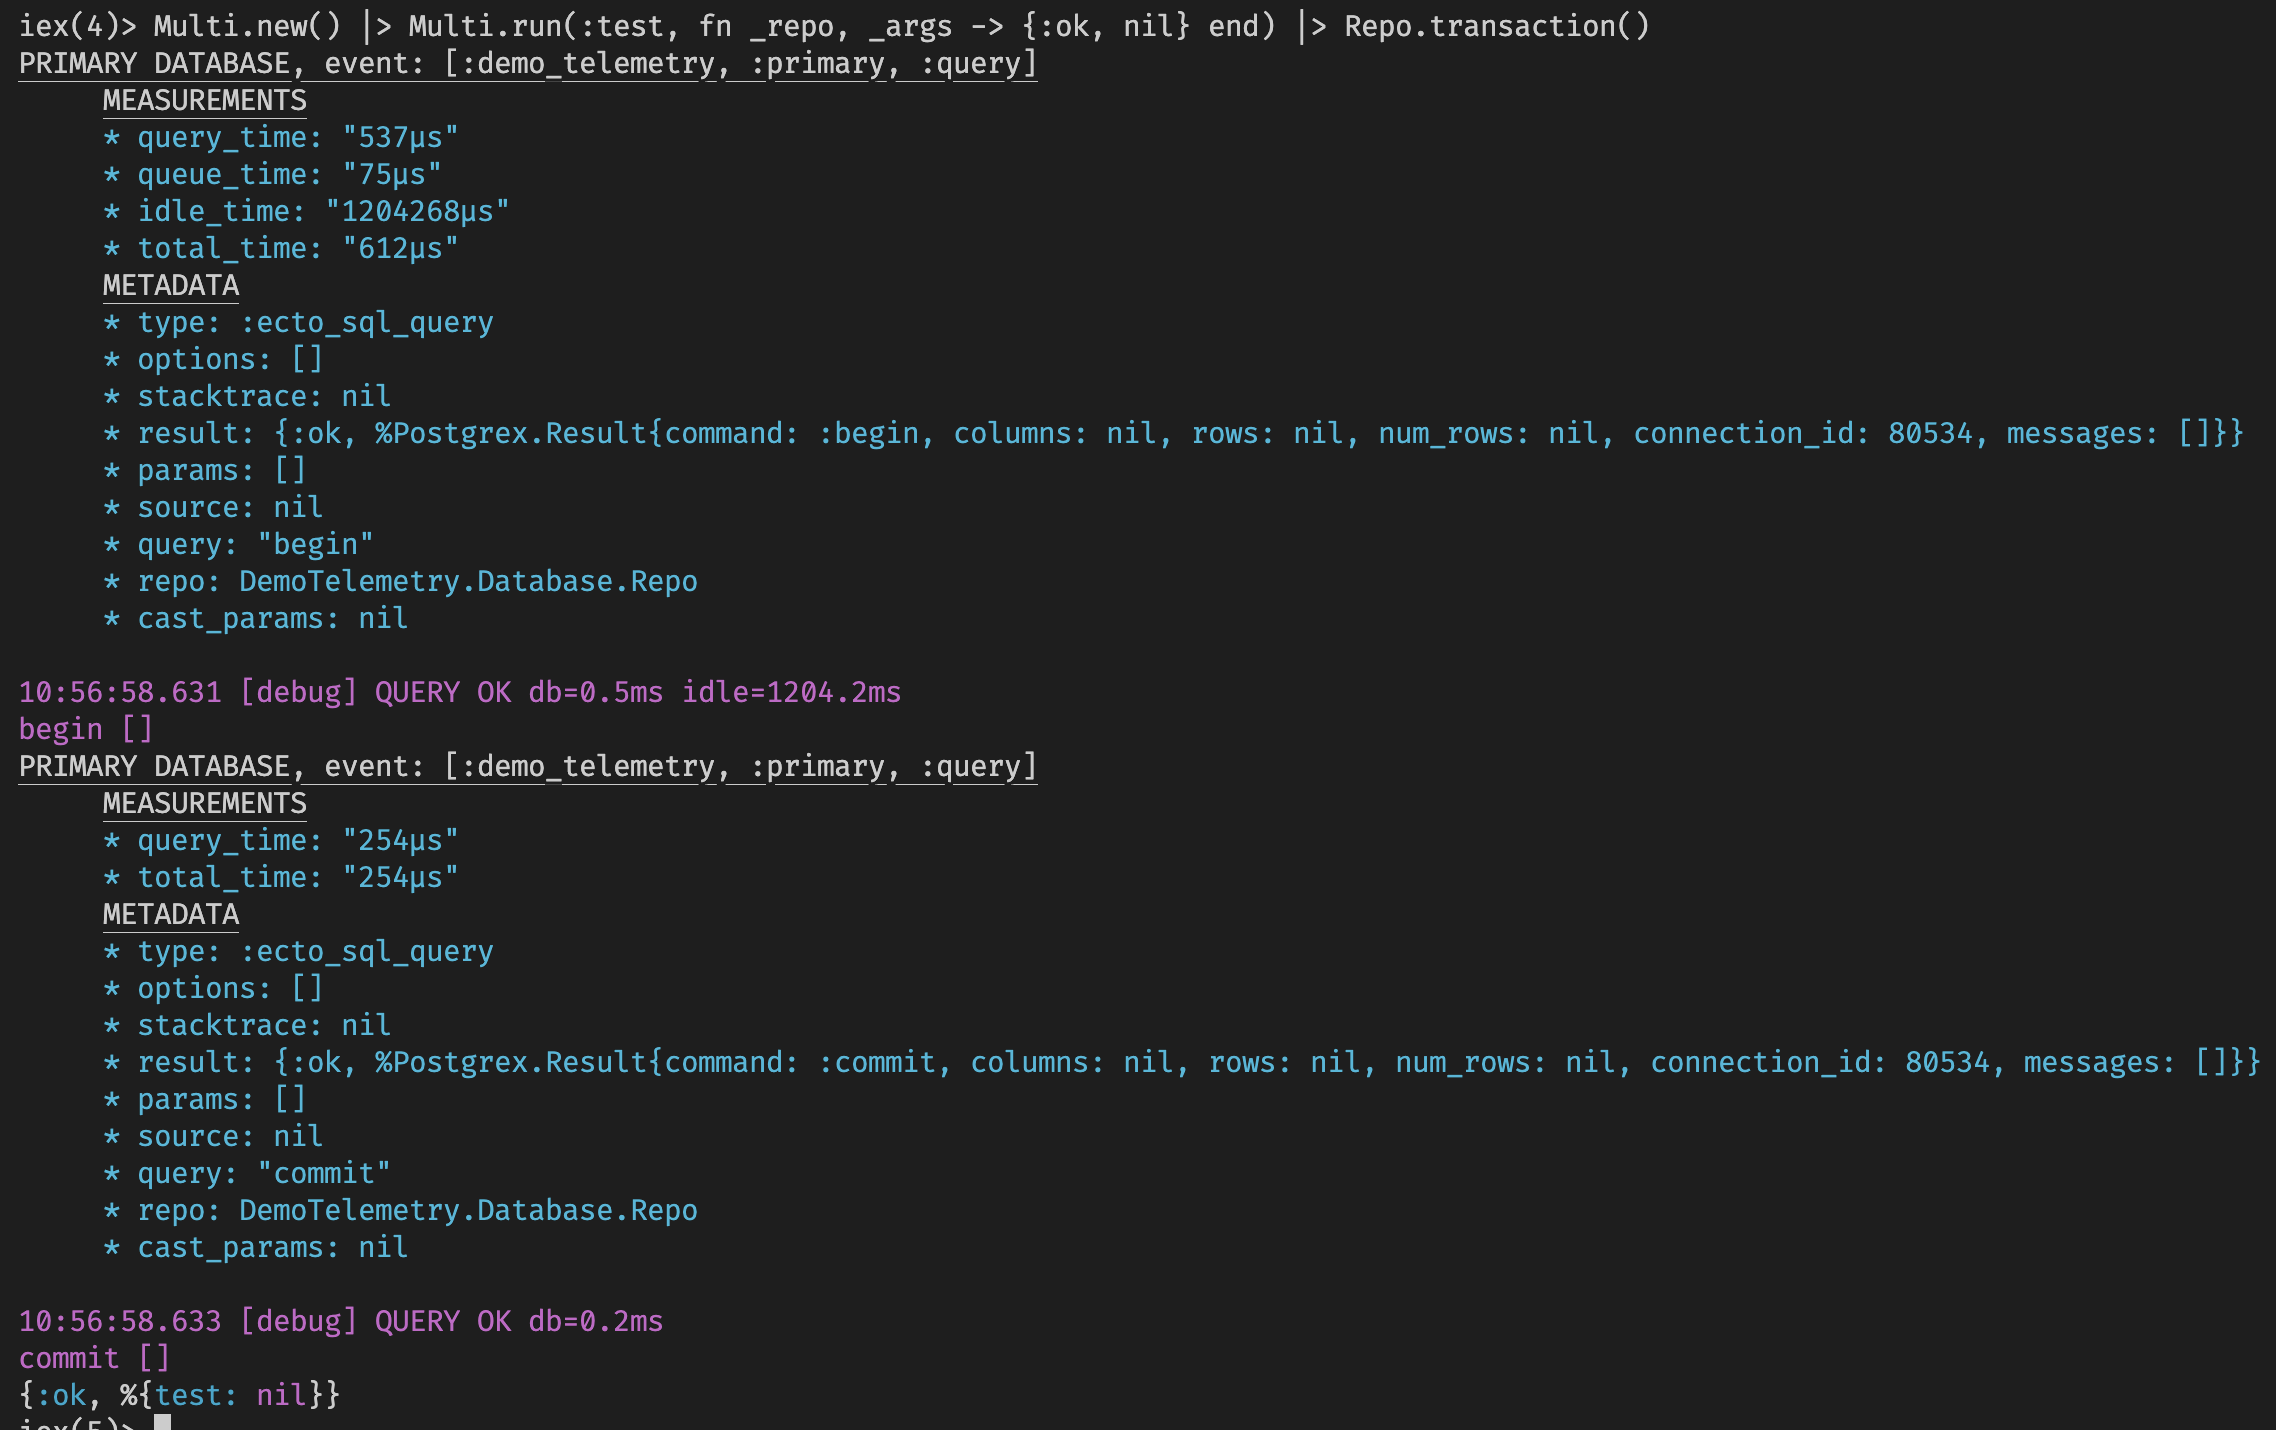 iex(4)> Multi.new() |> Multi.run(:test, fn _repo, _args -> {:ok, nil} end) |> Repo.transaction()
PRIMARY DATABASE, event: [:demo_telemetry, :primary, :query]
MEASUREMENTS
* query_time: "537µs"
* queue_time: "75µs"
* idle_time: "1204268µs"
* total_time: "612µs"
METADATA
* type: :ecto_sql_query
* options: []
* stacktrace: nil
* result: {:ok, %Postgrex.Result{command: :begin, columns: nil, rows: nil, num_rows: nil, connection_id: 80534, messages: []}}
* params: []
* source: nil
* query: "begin"
* repo: DemoTelemetry.Database.Repo
* cast_params: nil
10:56:58.631 [debug] QUERY OK db=0.5ms idle=1204.2ms
begin []
PRIMARY DATABASE, event: [:demo_telemetry, :primary, :query]
MEASUREMENTS
* query_time: "254µs"
* total_time: "254µs"
METADATA
* type: :ecto_sql_query
* options: []
* stacktrace: nil
* result: {:ok, %Postgrex.Result{command: :commit, columns: nil, rows: nil, num_rows: nil, connection_id: 80534, messages: []}}
* params: []
* source: nil
* query: "commit"
* repo: DemoTelemetry.Database.Repo
* cast_params: nil
10:56:58.633 [debug] QUERY OK db=0.2ms
commit []
{:ok, %{test: nil}}
iex(5)>